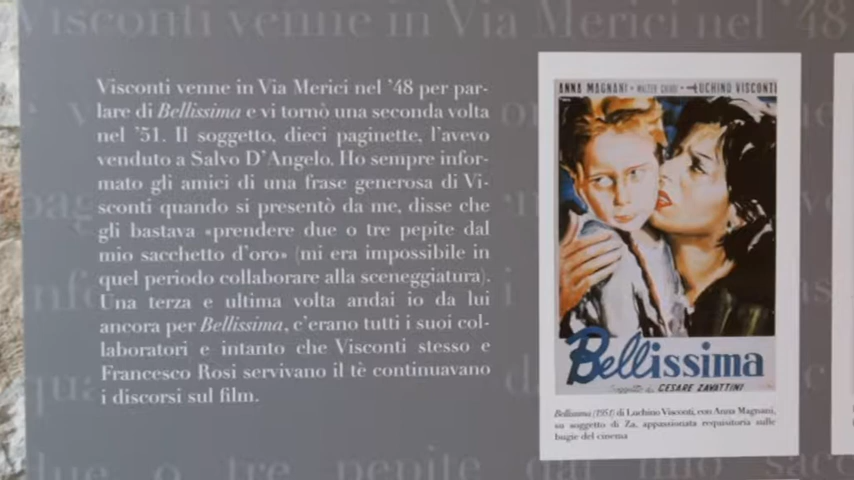 Visconti venne in Via Merici nel ’48
Visconti venne in Via Merici nel ’48 per par-
lare di Bellissima e vi tornò una seconda volta
nel ’51. Il soggetto, dieci paginette, l’avevo
venduto a Salvo D’Angelo. Ho sempre infor-
mato gli amici di una frase generosa di Vi-
sconti quando si presentò da me, disse che
gli bastava «prendere due o tre pepite dal
mio sacchetto d’oro» (mi era impossibile in
quel periodo collaborare alla sceneggiatura).
Una terza e ultima volta andai io da lui
ancora per Bellissima, c’erano tutti i suoi col-
laboratori e intanto che Visconti stesso e
Francesco Rosi servivano il tè continuavano
i discorsi sul film.
ANNA MAGNANI · WALTER CHIARI · LUCHINO VISCONTI
Bellissima
Soggetto di CESARE ZAVATTINI
Bellissima (1951) di Luchino Visconti, con Anna Magnani,
su soggetto di Za, appassionata requisitoria sulle
bugie del cinema
due o tre pepite dal mio sacc